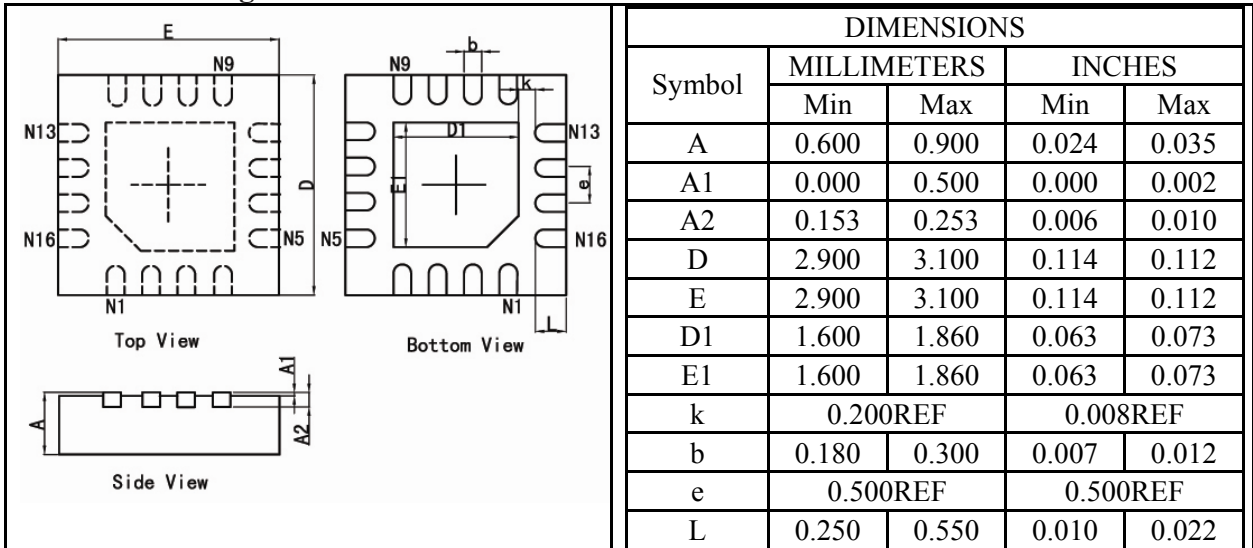 E
b
N9
N9
k
N13
D1
N13
D
E1
e
N16
N5
N5
N16
N1
N1
L
Top View
Bottom View
A1
A
A2
Side View
DIMENSIONS
Symbol MILLIMETERS INCHES
Min Max Min Max
A 0.600 0.900 0.024 0.035
A1 0.000 0.500 0.000 0.002
A2 0.153 0.253 0.006 0.010
D 2.900 3.100 0.114 0.112
E 2.900 3.100 0.114 0.112
D1 1.600 1.860 0.063 0.073
E1 1.600 1.860 0.063 0.073
k 0.200REF 0.008REF
b 0.180 0.300 0.007 0.012
e 0.500REF 0.500REF
L 0.250 0.550 0.010 0.022